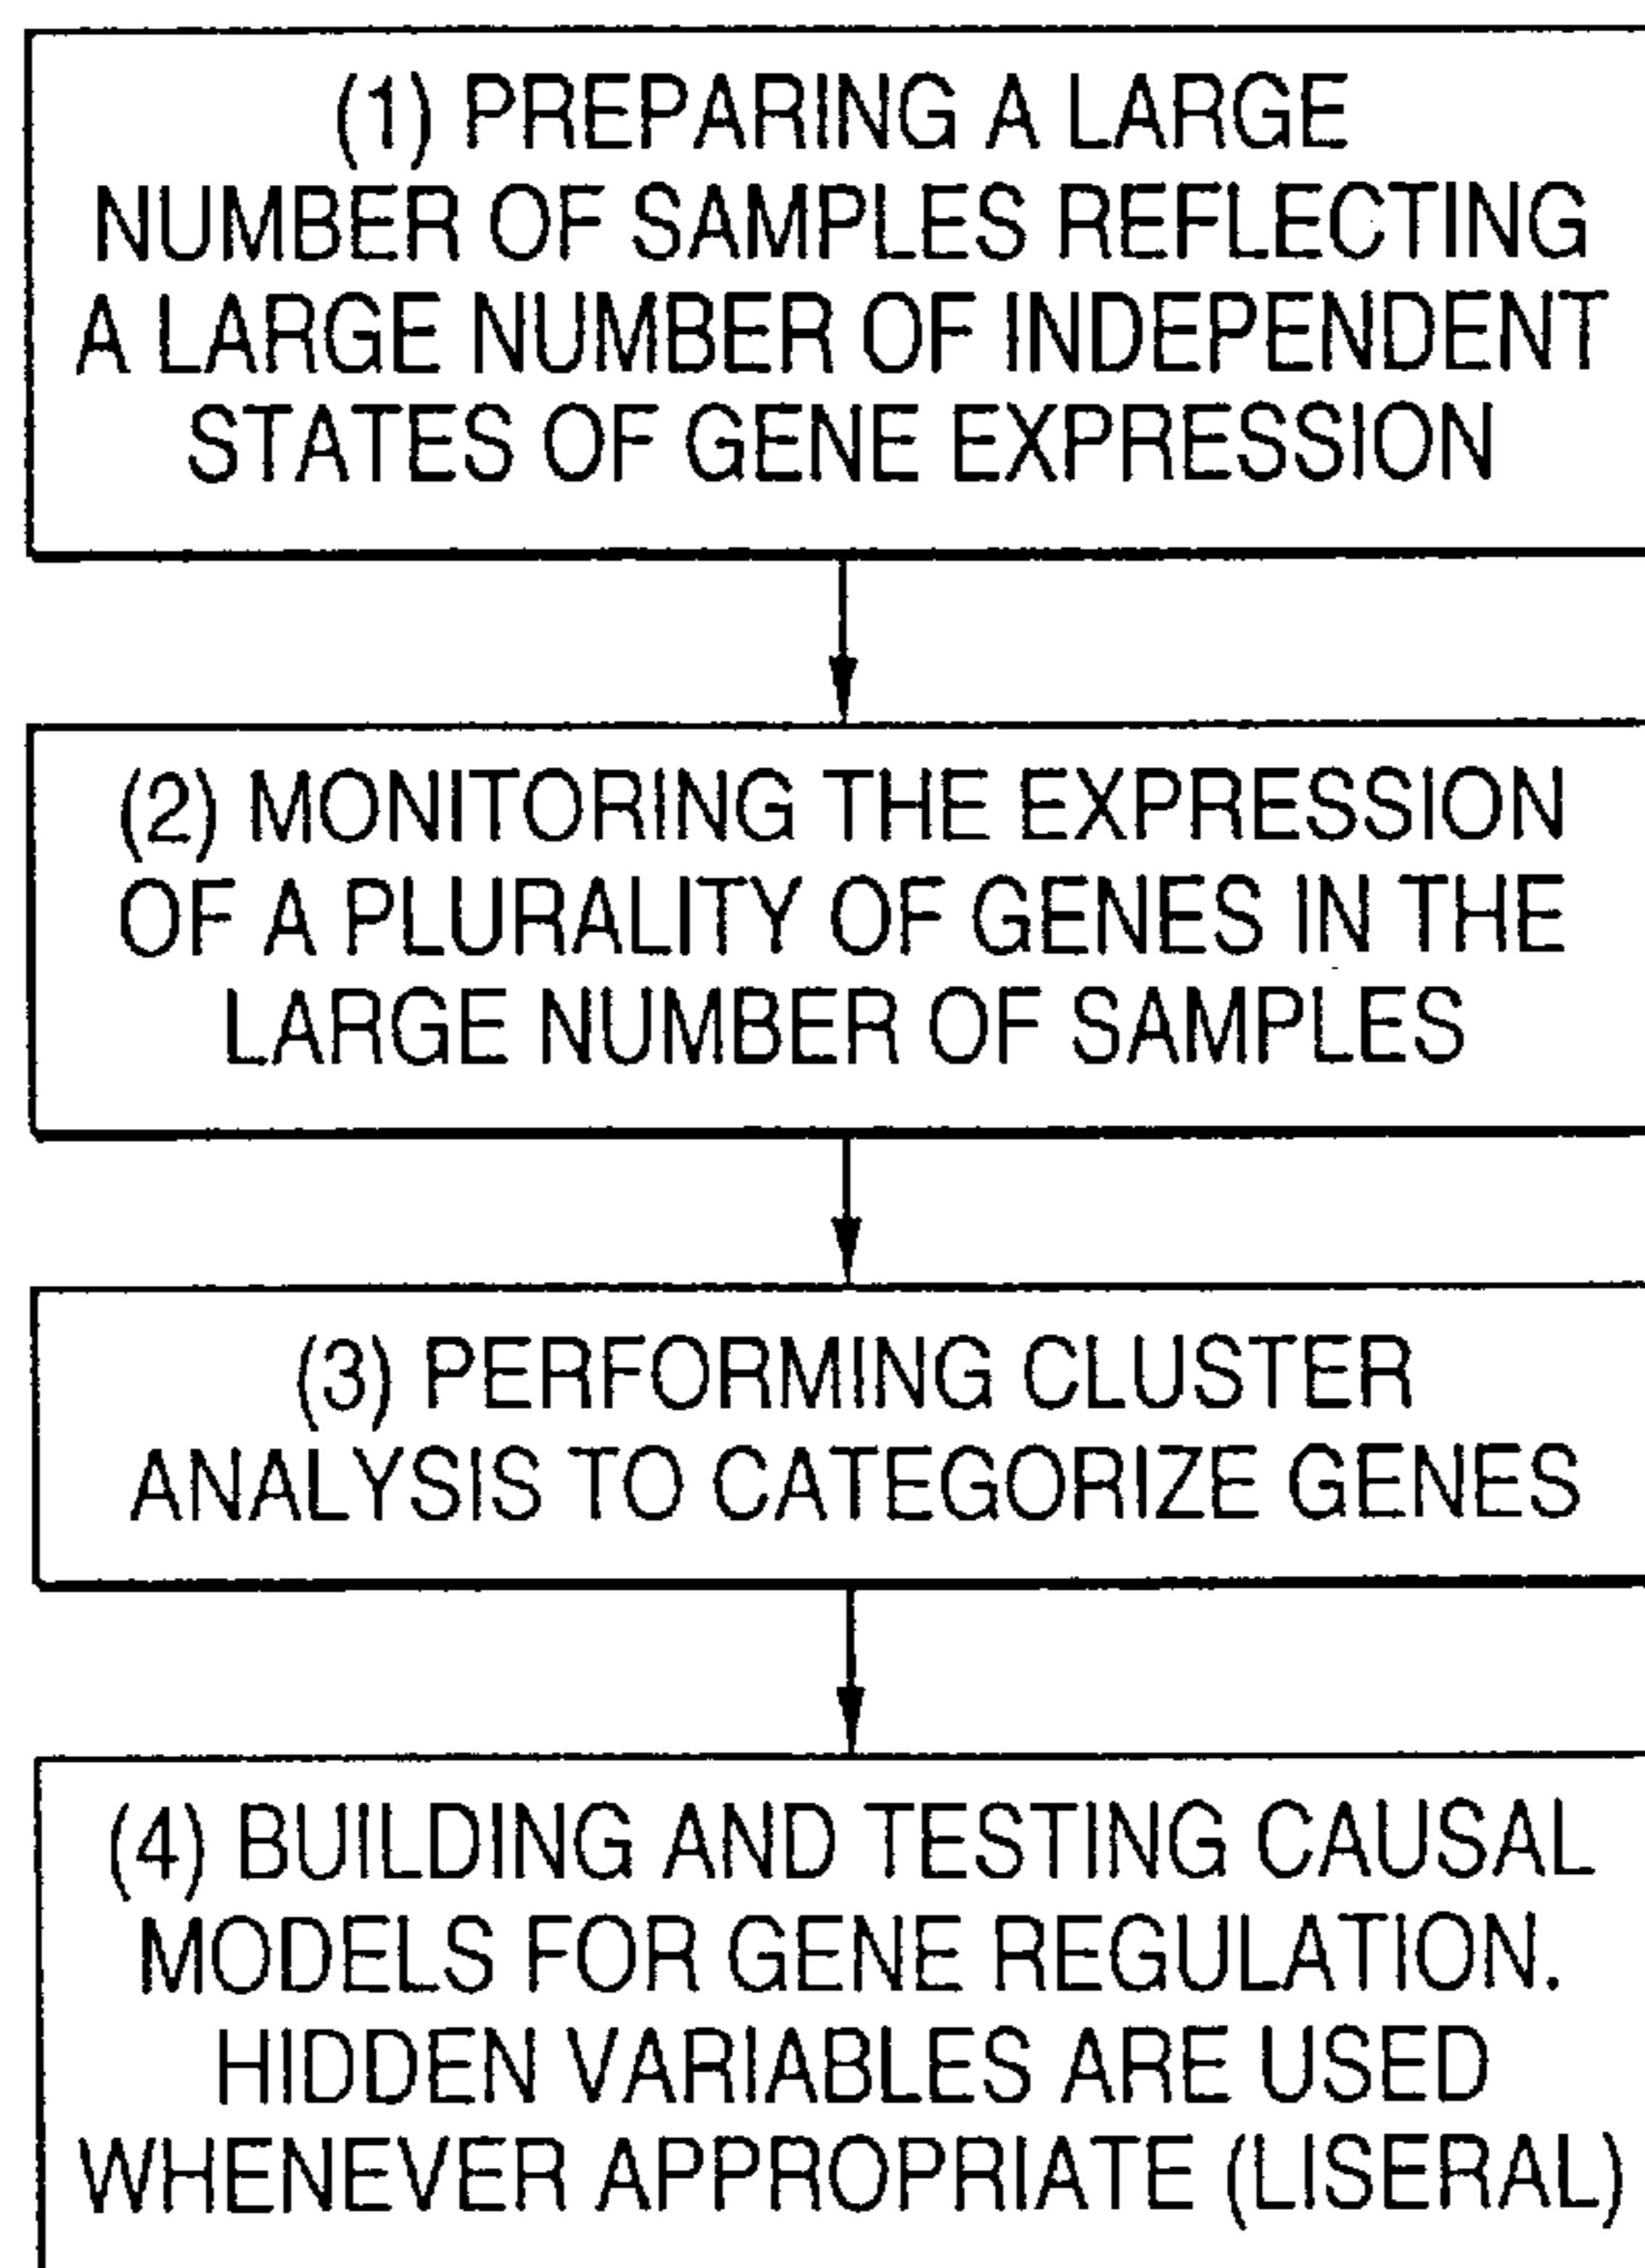 (1) PREPARING A LARGE
NUMBER OF SAMPLES REFLECTING
A LARGE NUMBER OF INDEPENDENT
STATES OF GENE EXPRESSION
(2) MONITORING THE EXPRESSION
OF A PLURALITY OF GENES IN THE
LARGE NUMBER OF SAMPLES
(3) PERFORMING CLUSTER
ANALYSIS TO CATEGORIZE GENES
(4) BUILDING AND TESTING CAUSAL
MODELS FOR GENE REGULATION.
HIDDEN VARIABLES ARE USED
WHENEVER APPROPRIATE (LISERAL)